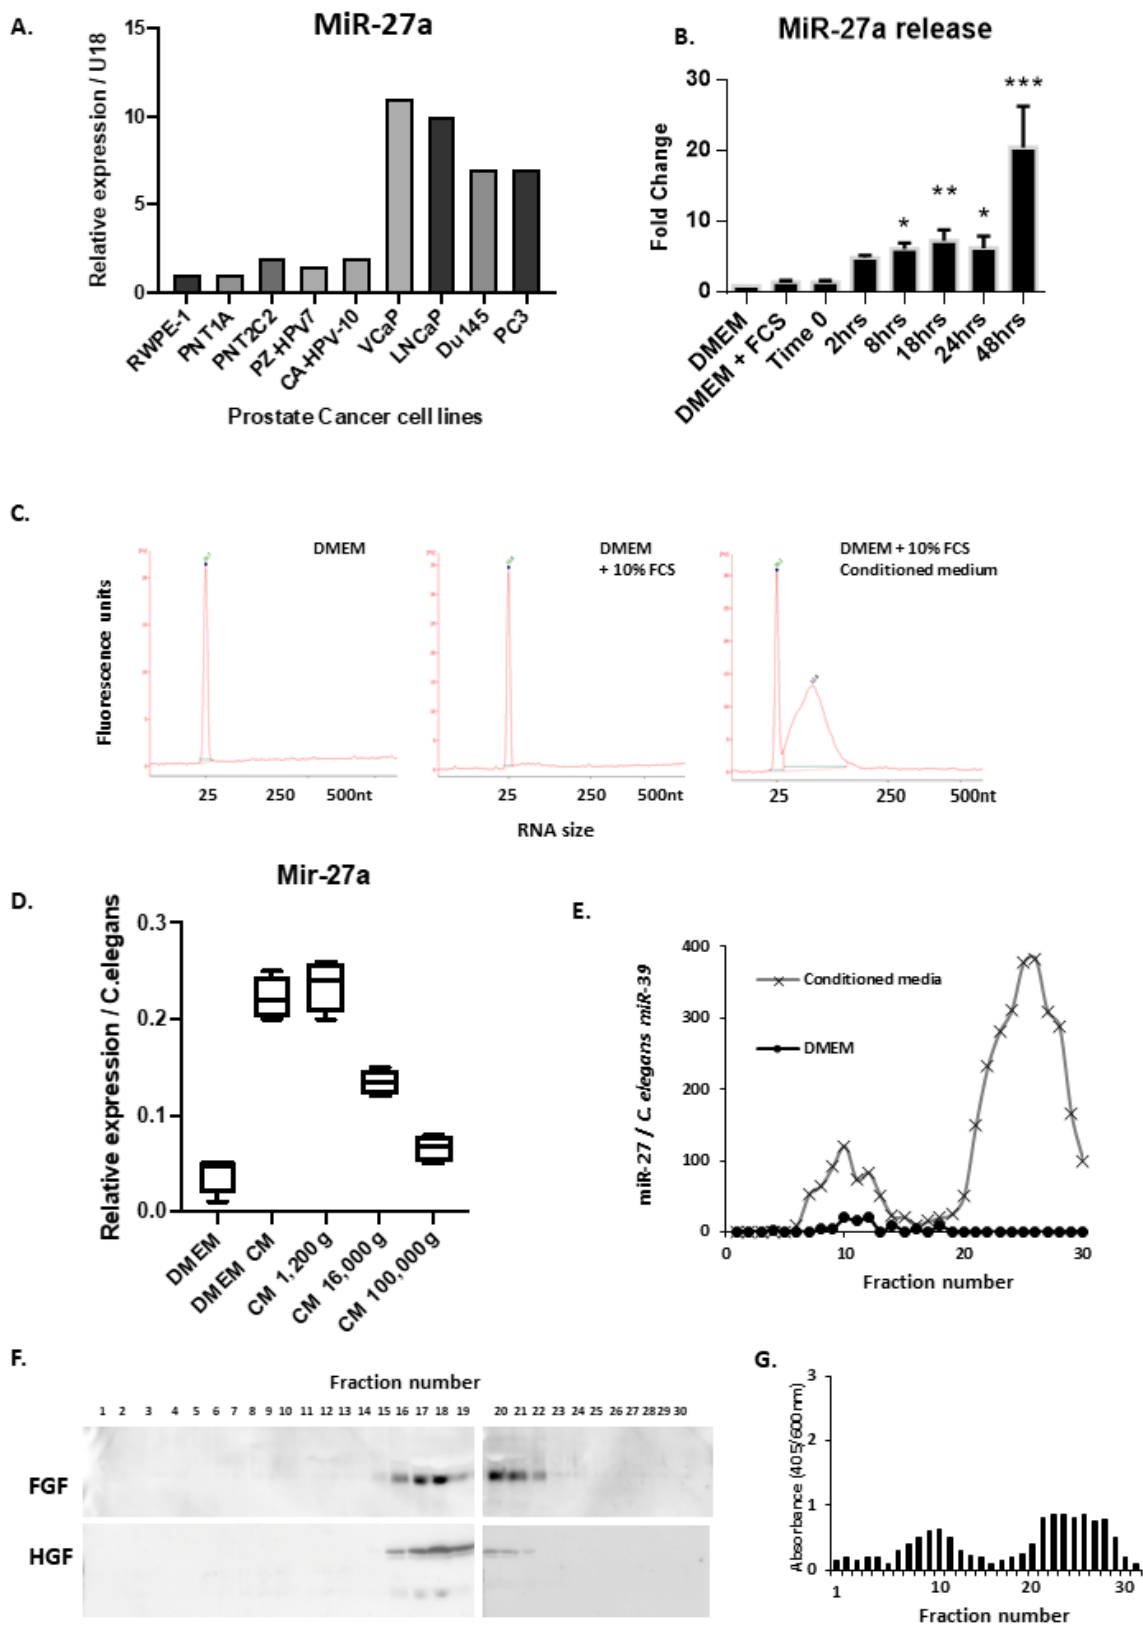 A.
MiR-27a
Relative expression / U18
15
10
5
0
RWPE-1
PNT1A
PNT2C2
PZ-HPV7
CA-HPV-10
VCaP
LNCaP
Du145
PC3
Prostate Cancer cell lines
B.
MiR-27a release
Fold Change
30
20
10
0
*
**
*
***
DMEM
DMEM + FCS
Time 0
2hrs
8hrs
18hrs
24hrs
48hrs
C.
Fluorescence units
DMEM
25 250 500nt
DMEM
+ 10% FCS
25 250 500nt
DMEM + 10% FCS
Conditioned medium
25 250 500nt
RNA size
D.
Mir-27a
Relative expression / C.elegans
0.3
0.2
0.1
0.0
DMEM
DMEM CM
CM 1,200g
CM 16,000g
CM 100,000g
E.
miR-27 / C. elegans miR-39
400
300
200
100
0
Conditioned media
DMEM
0 10 20 30
Fraction number
F.
Fraction number
1 2 3 4 5 6 7 8 9 10 11 12 13 14 15 16 17 18 19 20 21 22 23 24 25 26 27 28 29 30
FGF
HGF
G.
Absorbance (405/600nm)
3
2
1
0
1 10 20 30
Fraction number